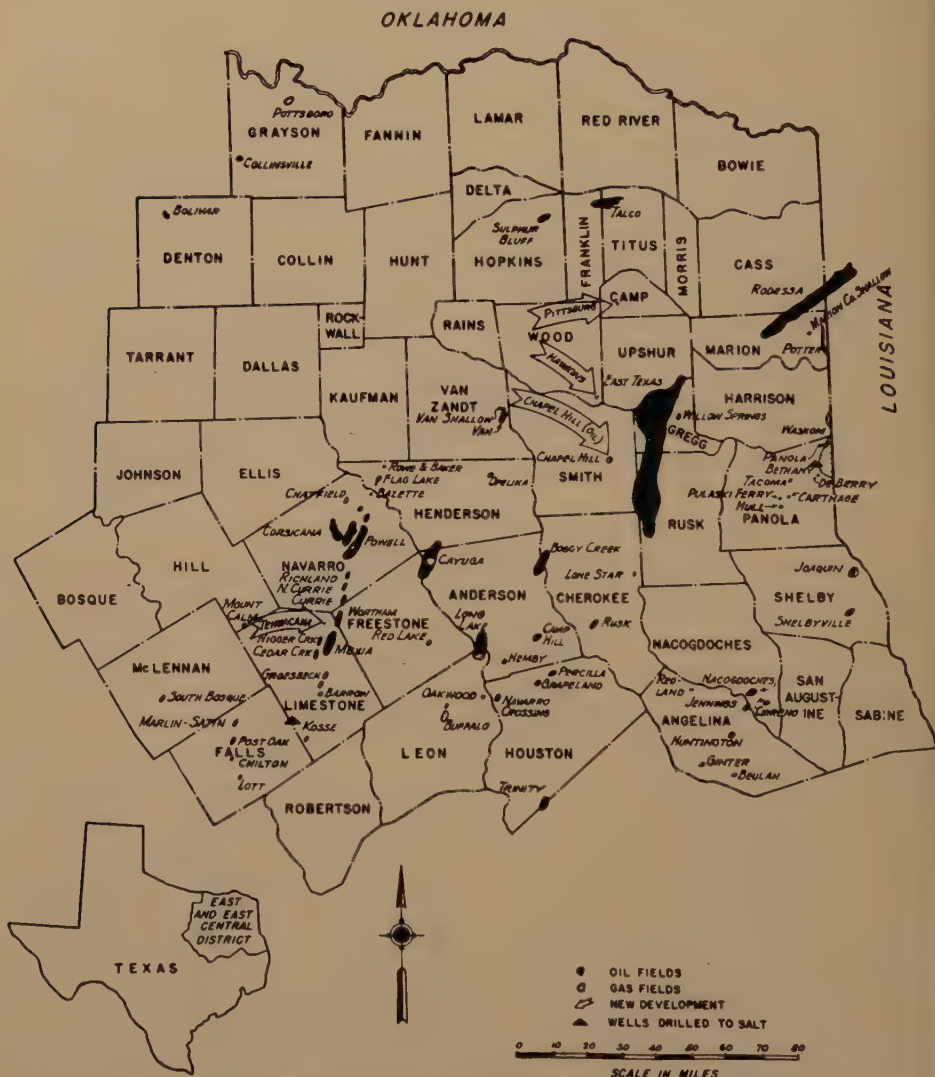 OKLAHOMA
POTTSBORO
GRAYSON
COLLINSVILLE
FANNIN
LAMAR
RED RIVER
BOWIE
DELTA
BOLIVAR
DENTON
COLLIN
HUNT
SULPHUR
BLUFF
HOPKINS
FRANKLIN
TALCO
TITUS
MORRIS
CASS
RODESSA
MARION CO. SHALLOW
POTTER
LOUISIANA
TARRANT
DALLAS
ROCK-
WALL
RAINS
PITTSBURG
WOOD
HAWKINS
CAMP
UPSHUR
MARION
EAST TEXAS
KAUFMAN
VAN
ZANDT
VAN SHALLOW
VAN
CHAPEL HILL (OIL)
CHAPEL HILL
SMITH
GREGG
WILLOW SPRINGS
HARRISON
WASKOM
JOHNSON
ELLIS
ROWE & BAKER
FLAG LAKE
BALETTE
OPELIKA
HENDERSON
CHATFIELD
CORSICANA
POWELL
RUSK
PANOLA
BETHANY
TACOMA
DE BERRY
PULASKI FERRY
CARTHAGE
HULL
PANOLA
BOSQUE
HILL
NAVARRO
RICHLAND
N. CURRIE
CURRIE
CAYUGA
ANDERSON
BOGGY CREEK
LONE STAR
CHEROKEE
JOAQUIN
SHELBY
SHELBYVILLE
MOUNT
CALM
TEHUACANA
WORTHAM
FREESTONE
RED LAKE
NIGGER CRK
CEDAR CRK
MEXIA
LONG
LAKE
CAMP
HILL
RUSK
NACOGDOCHES
McLENNAN
SOUTH BOSQUE
GROESBECK
BARRON
LIMESTONE
HEMBY
PERCILLA
GRAPELAND
OAKWOOD
NAVARRO
CROSSING
BUFFALO
RED-
LAND
NACOGDOCHES
JENNINGS
ANGELINA
SAN
AUGUST-
INE
SABINE
MARLIN-SATIN
KOSSE
POST OAK
FALLS
CHILTON
LOTT
LEON
HOUSTON
HUNTINGTON
GINTER
BEULAH
ROBERTSON
TRINITY
EAST
AND EAST
CENTRAL
DISTRICT
TEXAS
OIL FIELDS
GAS FIELDS
NEW DEVELOPMENT
WELLS DRILLED TO SALT
0 10 20 30 40 50 60 70 80
SCALE IN MILES